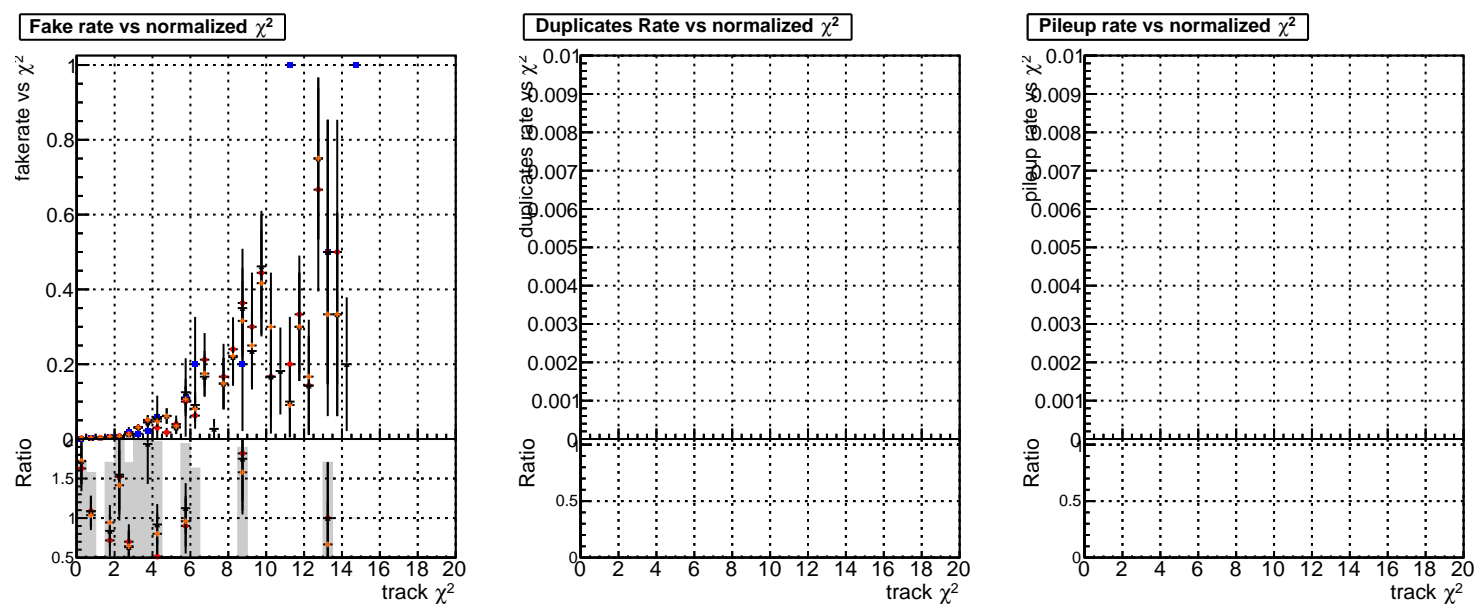 Fake rate vs normalized χ²
fakerate vs χ²
1
0.8
0.6
0.4
0.2
0
Ratio
1.5
1
0.5
0 2 4 6 8 10 12 14 16 18 20
track χ²
Duplicates Rate vs normalized χ²
duplicates rate vs χ²
0.01
0.009
0.008
0.007
0.006
0.005
0.004
0.003
0.002
0.001
0
Ratio
1
0.5
0
0 2 4 6 8 10 12 14 16 18 20
track χ²
Pileup rate vs normalized χ²
pileup rate vs χ²
0.01
0.009
0.008
0.007
0.006
0.005
0.004
0.003
0.002
0.001
0
Ratio
1
0.5
0
0 2 4 6 8 10 12 14 16 18 20
track χ²